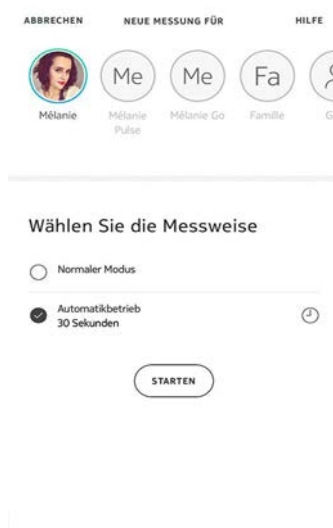 ABBRECHEN NEUE MESSUNG FÜR HILFE
Me Me Fa
Mélanie Mélanie Mélanie Go Famille G
Pulse
Wählen Sie die Messweise
Normaler Modus
Automatikbetrieb
30 Sekunden
STARTEN